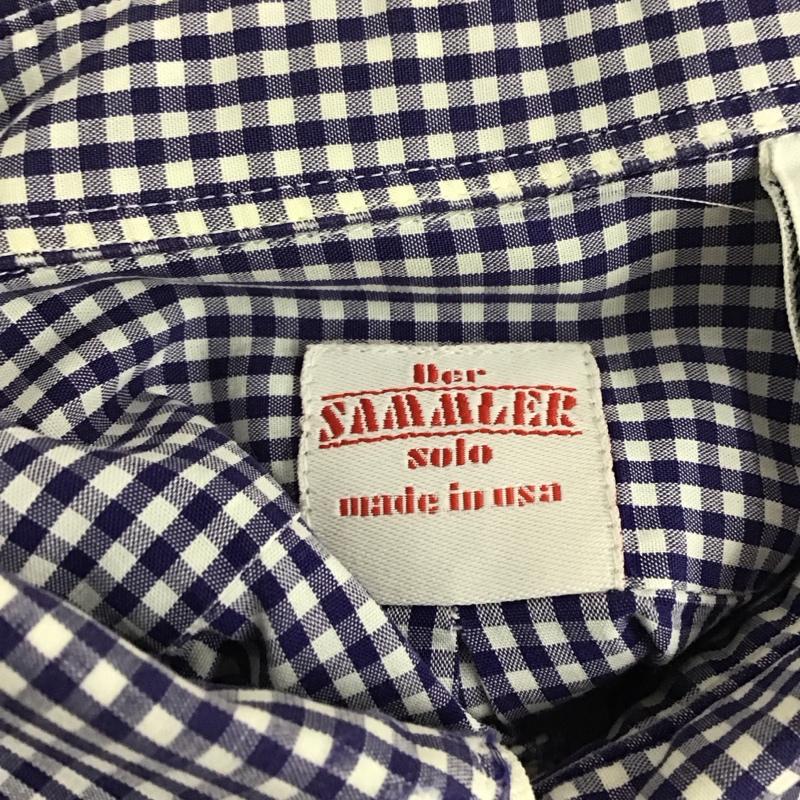 Der
SAMMLER
solo
made in usa